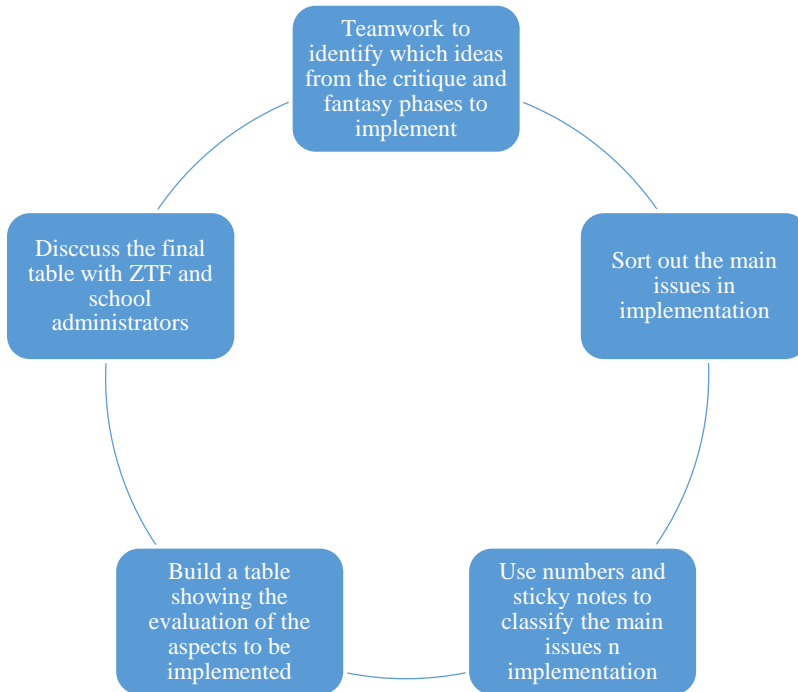 Teamwork to
identify which ideas
from the critique and
fantasy phases to
implement
Sort out the main
issues in
implementation
Use numbers and
sticky notes to
classify the main
issues n
implementation
Build a table
showing the
evaluation of the
aspects to be
implemented
Disccuss the final
table with ZTF and
school
administrators